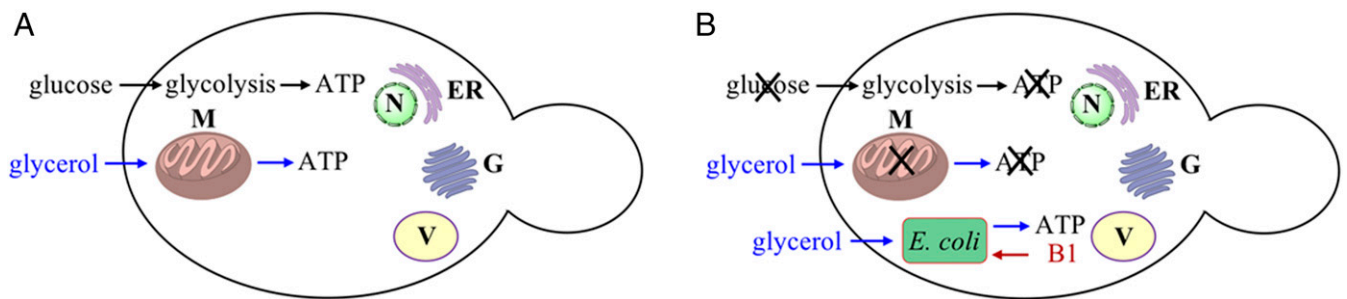 A
glucose → glycolysis → ATP
N
ER
M
glycerol → → ATP
G
V
B
glucose → glycolysis → ATP
N
ER
M
glycerol → → ATP
G
glycerol → E. coli → ATP
← B1
V